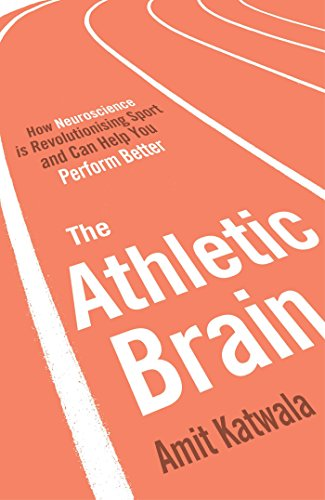 How Neuroscience
is Revolutionising Sport
and Can Help You
Perform Better
The
Athletic
Brain
Amit Katwala